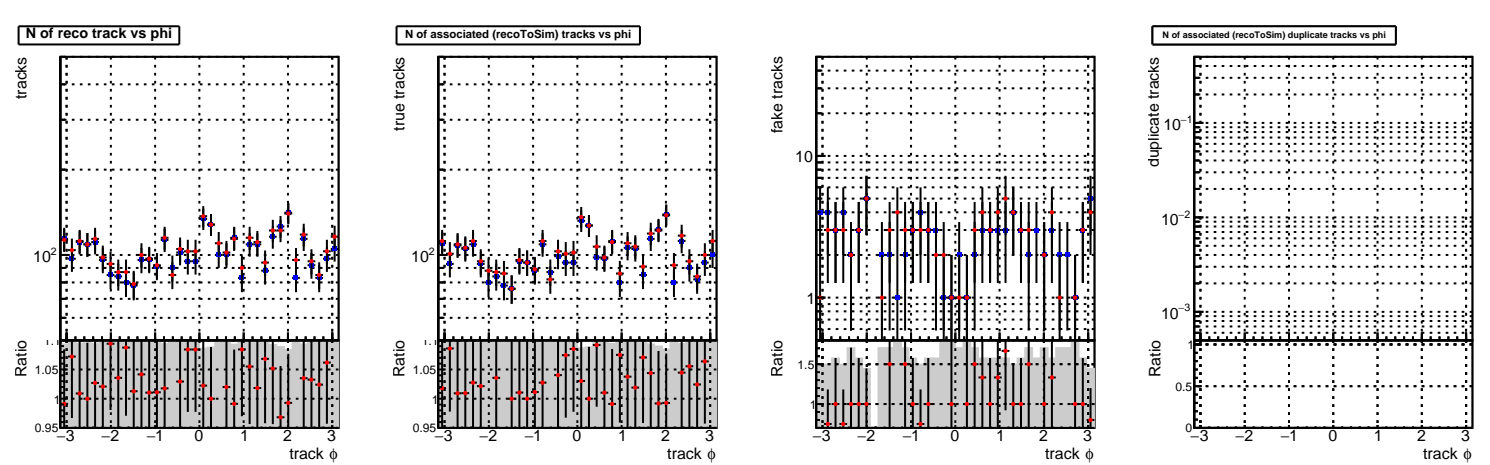 N of reco track vs phi
tracks
10²
Ratio
1.1
1.05
1
0.95
−3 −2 −1 0 1 2 3
track ϕ
N of associated (recoToSim) tracks vs phi
true tracks
10²
Ratio
1.1
1.05
1
0.95
−3 −2 −1 0 1 2 3
track ϕ
fake tracks
10
1
Ratio
1.5
1
−3 −2 −1 0 1 2 3
track ϕ
N of associated (recoToSim) duplicate tracks vs phi
duplicate tracks
10⁻¹
10⁻²
10⁻³
Ratio
1
0.5
0
−3 −2 −1 0 1 2 3
track ϕ